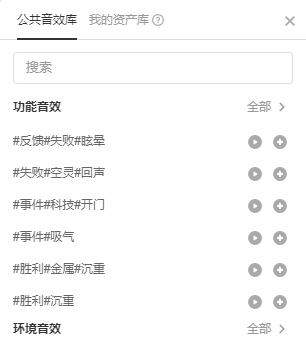 公共音效库 我的资产库
搜索
功能音效 全部
#反馈#失败#眩晕
#失败#空灵#回声
#事件#科技#开门
#事件#吸气
#胜利#金属#沉重
#胜利#沉重
环境音效 全部